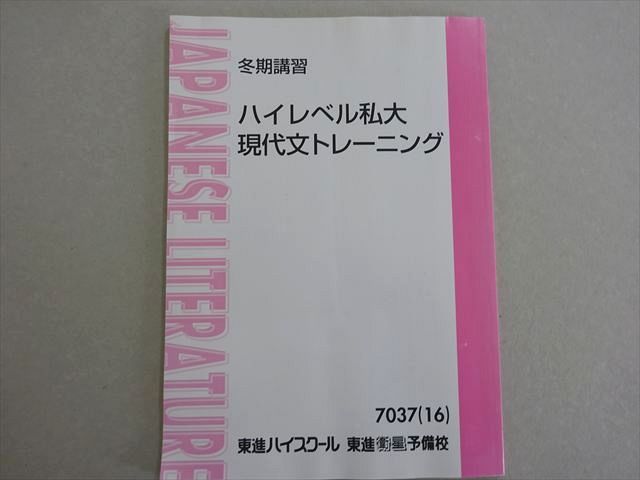 JAPANESE LITERATURE
冬期講習
ハイレベル私大
現代文トレーニング
7037(16)
東進ハイスクール 東進衛星予備校